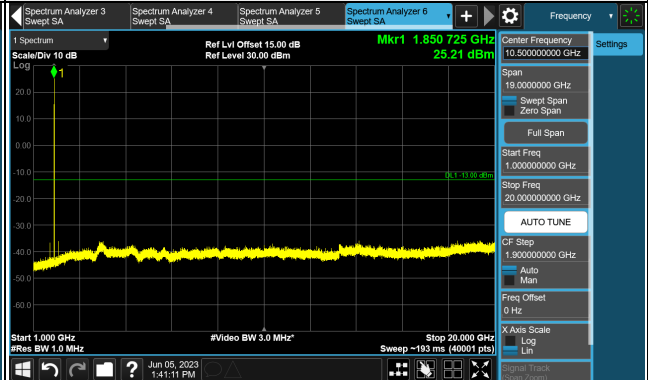 Spectrum Analyzer 3
Swept SA
Spectrum Analyzer 4
Swept SA
Spectrum Analyzer 5
Swept SA
Spectrum Analyzer 6
Swept SA
+
Frequency
1 Spectrum
Scale/Div 10 dB
Log
Ref Lvl Offset 15.00 dB
Ref Level 30.00 dBm
Mkr1 1.850 725 GHz
25.21 dBm
1
20.0
10.0
0.00
-10.0
-20.0
-30.0
-40.0
-50.0
-60.0
DL1 -13.00 dBm
Start 1.000 GHz
#Res BW 1.0 MHz
#Video BW 3.0 MHz*
Stop 20.000 GHz
Sweep ~193 ms (40001 pts)
Center Frequency
10.500000000 GHz
Settings
Span
19.0000000 GHz
Swept Span
Zero Span
Full Span
Start Freq
1.000000000 GHz
Stop Freq
20.000000000 GHz
AUTO TUNE
CF Step
1.900000000 GHz
Auto
Man
Freq Offset
0 Hz
X Axis Scale
Log
Lin
Signal Track
(Span Zoom)
?
Jun 05, 2023
1:41:11 PM